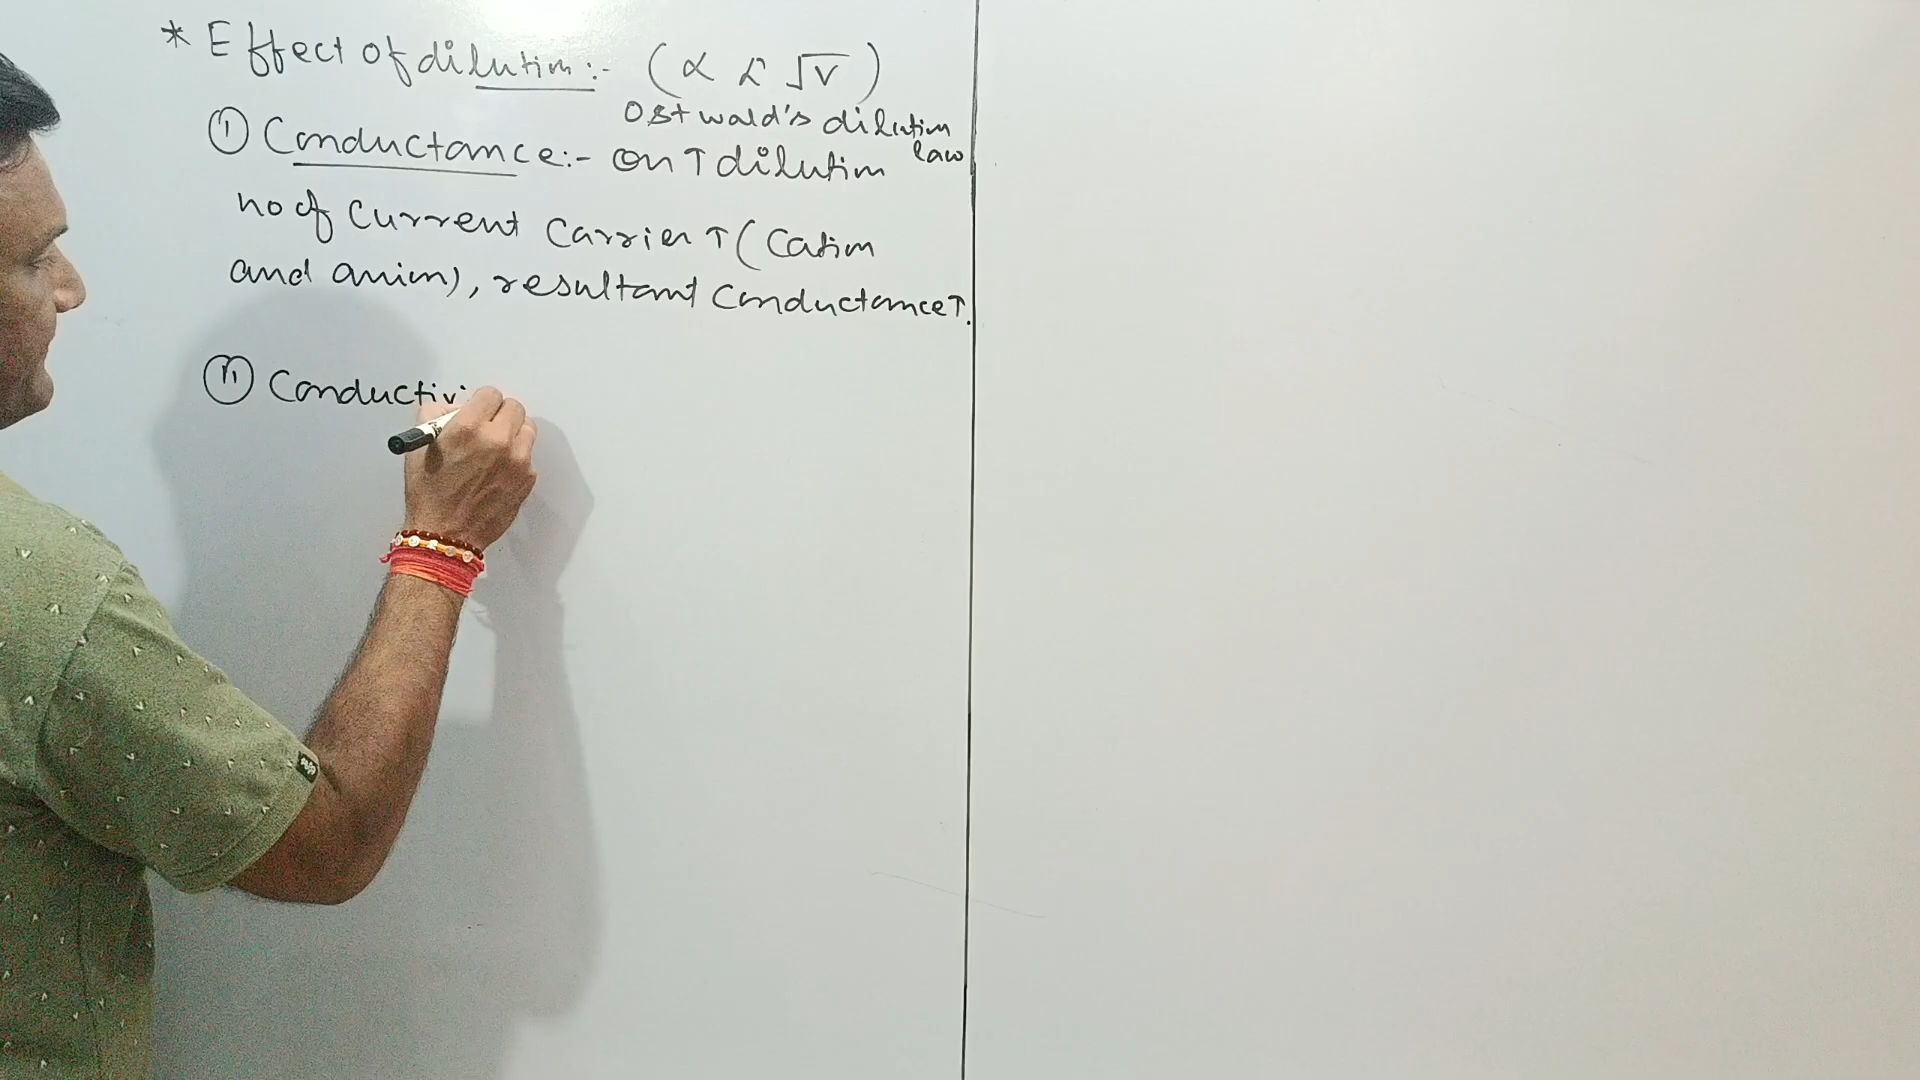 * Effect of dilution :- (α ∝ √V)
Ostwald's dilution law
① Conductance :- on ↑ dilution
no of current carrier ↑ (Cation
and anion), resultant Conductance ↑.
② Conductivi